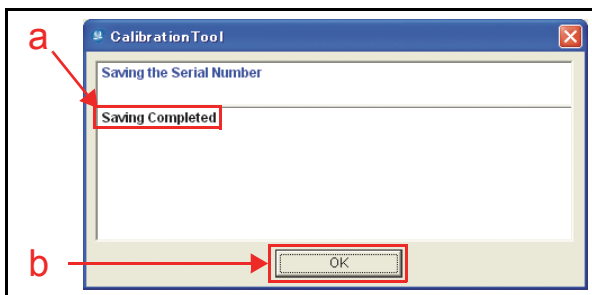 a
CalibrationTool
Saving the Serial Number
Saving Completed
b
OK